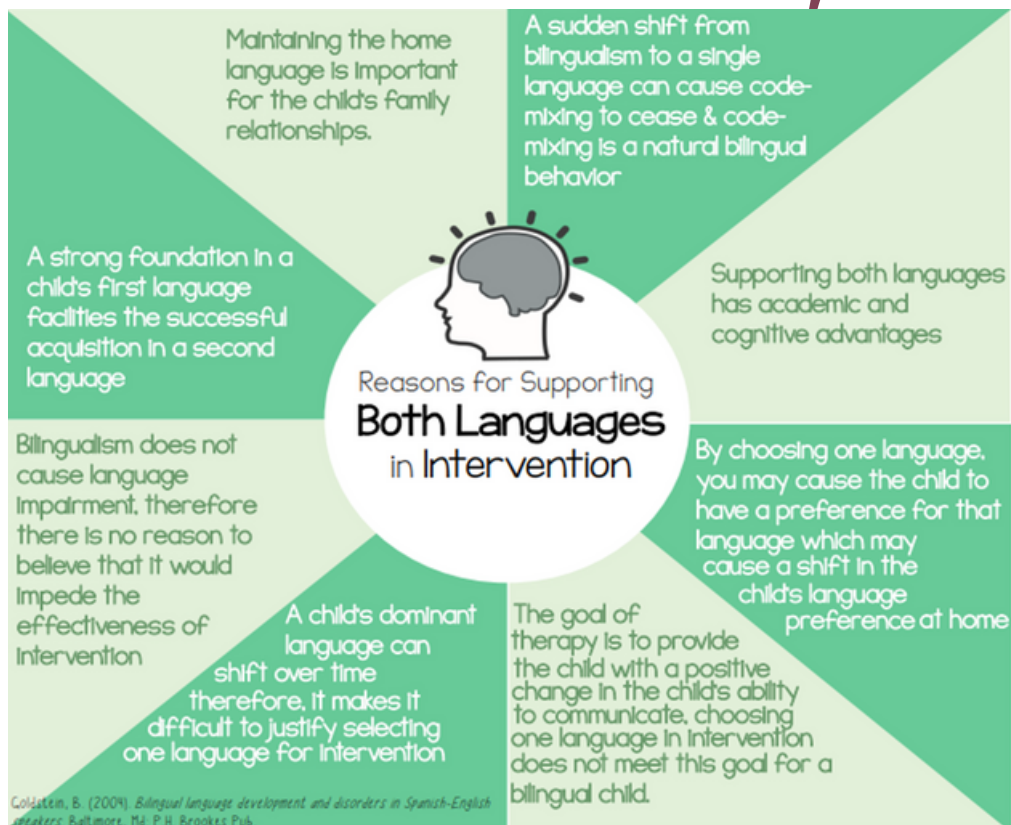 Maintaining the home
language is important
for the child's family
relationships.
A sudden shift from
bilingualism to a single
language can cause code-
mixing to cease & code-
mixing is a natural bilingual
behavior
Supporting both languages
has academic and
cognitive advantages
By choosing one language,
you may cause the child to
have a preference for that
language which may
cause a shift in the
child's language
preference at home
The goal of
therapy is to provide
the child with a positive
change in the child's ability
to communicate, choosing
one language in intervention
does not meet this goal for a
bilingual child.
A child's dominant
language can
shift over time
therefore, it makes it
difficult to justify selecting
one language for intervention
Bilingualism does not
cause language
impairment, therefore
there is no reason to
believe that it would
impede the
effectiveness of
intervention
A strong foundation in a
child's first language
facilities the successful
acquisition in a second
language
Reasons for Supporting
Both Languages
in Intervention
Goldstein, B. (2004). Bilingual language development and disorders in Spanish-English
speakers. Baltimore, Md: P.H. Brookes Pub.